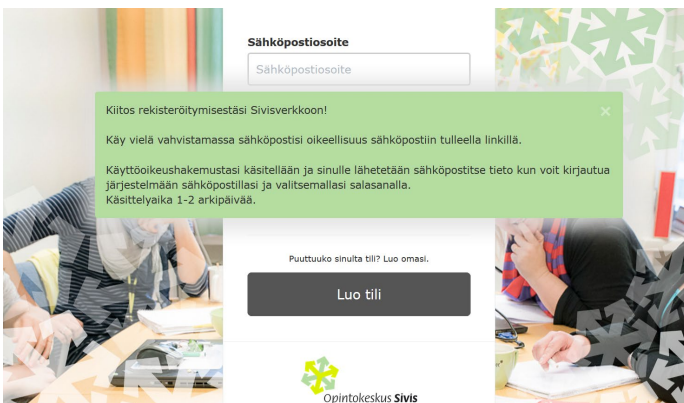 Sähköpostiosoite
Sähköpostiosoite
Kiitos rekisteröitymisestäsi Sivisverkkoon!
×
Käy vielä vahvistamassa sähköpostisi oikeellisuus sähköpostiin tulleella linkillä.
Käyttöoikeushakemustasi käsitellään ja sinulle lähetetään sähköpostitse tieto kun voit kirjautua
järjestelmään sähköpostillasi ja valitsemallasi salasanalla.
Käsittelyaika 1-2 arkipäivää.
Puuttuuko sinulta tili? Luo omasi.
Luo tili
Opintokeskus Sivis